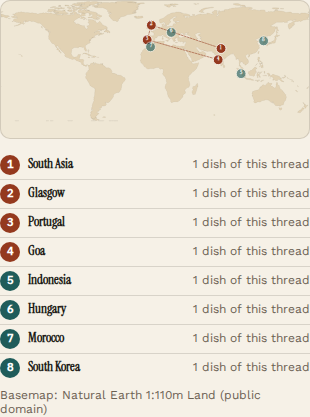 1 South Asia 1 dish of this thread
2 Glasgow 1 dish of this thread
3 Portugal 1 dish of this thread
4 Goa 1 dish of this thread
5 Indonesia 1 dish of this thread
6 Hungary 1 dish of this thread
7 Morocco 1 dish of this thread
8 South Korea 1 dish of this thread
Basemap: Natural Earth 1:110m Land (public
domain)